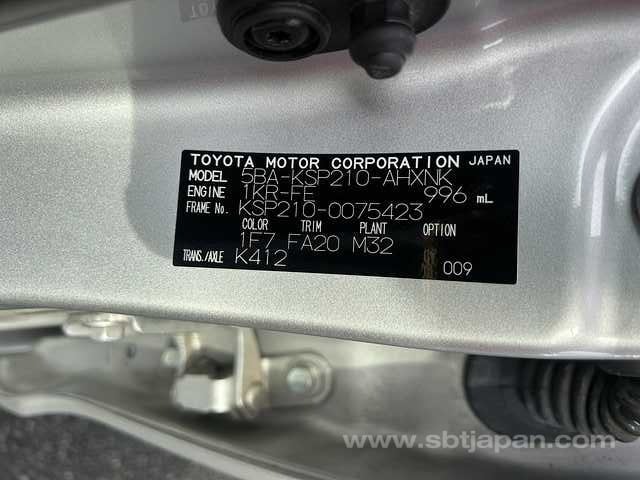 TOYOTA MOTOR CORPORATION JAPAN
MODEL 5BA-KSP210-AHXNK
ENGINE 1KR-FE 996 mL
FRAME No. KSP210-0075423
COLOR TRIM PLANT OPTION
1F7 FA20 M32
TRANS./AXLE K412
009
www.sbtjapan.com